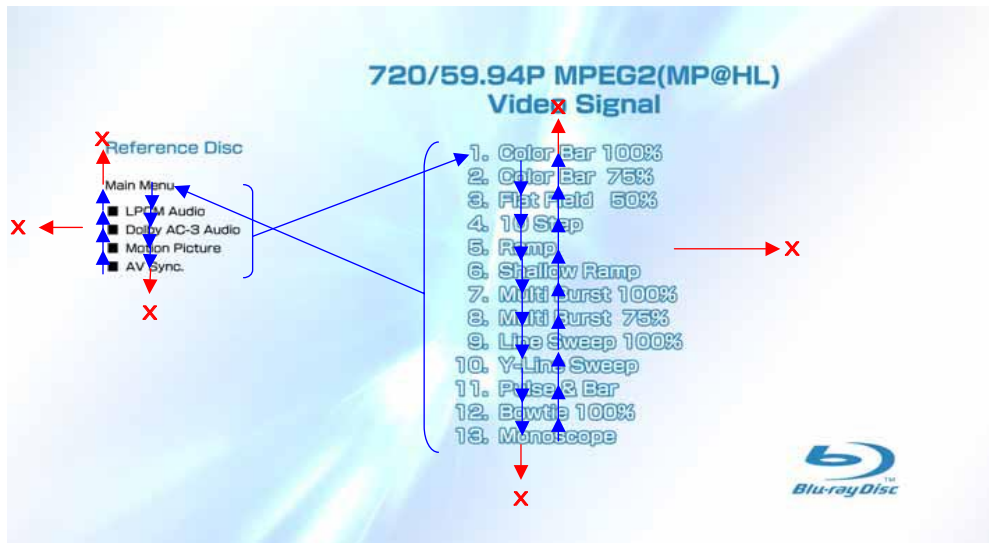 720/59.94P MPEG2(MP@HL)
Video Signal
X
X
Reference Disc
Main Menu
■ LPCM Audio
■ Dolby AC-3 Audio
■ Motion Picture
■ AV Sync.
X
X
1. Color Bar 100%
2. Color Bar 75%
3. Flat Field 50%
4. 10 Step
5. Ramp
6. Shallow Ramp
7. Multi Burst 100%
8. Multi Burst 75%
9. Line Sweep 100%
10. Y-Line Sweep
11. Pulse & Bar
12. Bowtie 100%
13. Monoscope
X
X
Blu-ray Disc
TM